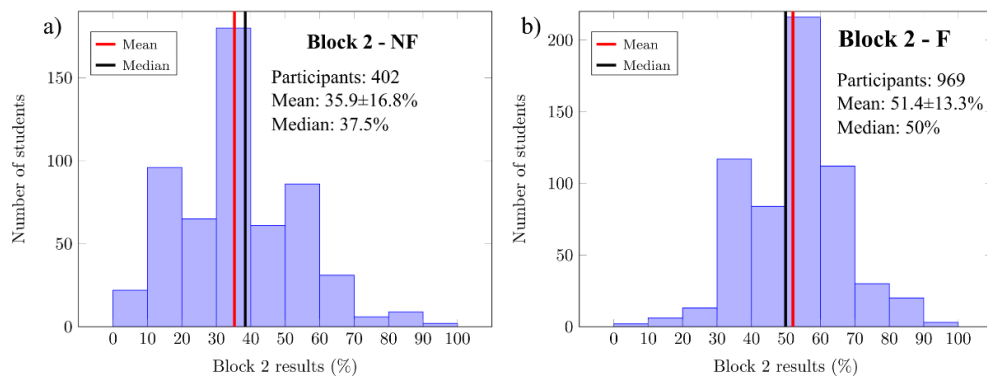 a)
Mean
Median
Block 2 - NF
Participants: 402
Mean: 35.9±16.8%
Median: 37.5%
Number of students
150
100
50
0
0 10 20 30 40 50 60 70 80 90 100
Block 2 results (%)
b)
Mean
Median
Block 2 - F
Participants: 969
Mean: 51.4±13.3%
Median: 50%
Number of students
200
150
100
50
0
0 10 20 30 40 50 60 70 80 90 100
Block 2 results (%)